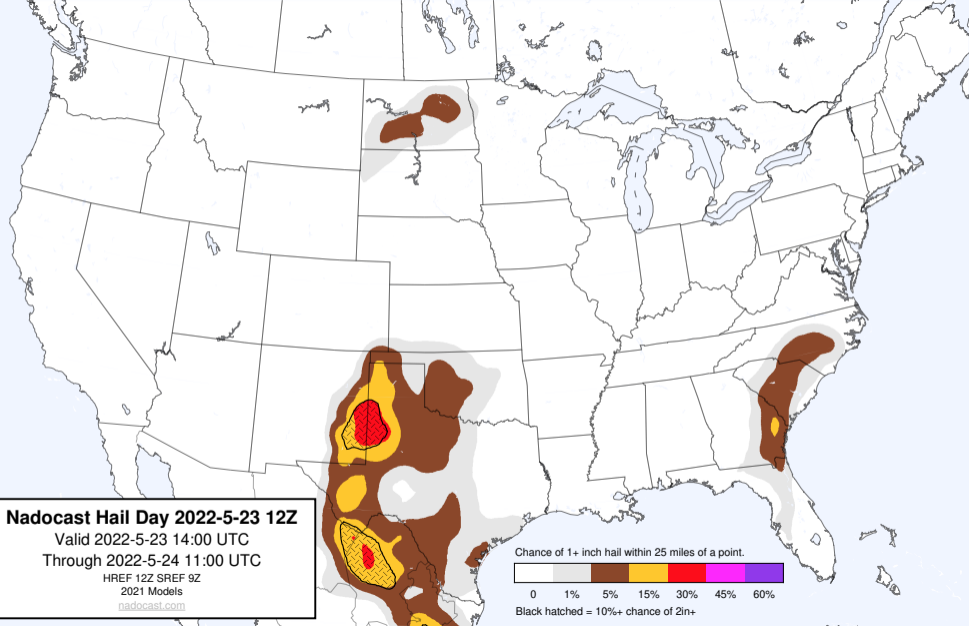 Nadocast Hail Day 2022-5-23 12Z
Valid 2022-5-23 14:00 UTC
Through 2022-5-24 11:00 UTC
HREF 12Z SREF 9Z
2021 Models
nadocast.com
Chance of 1+ inch hail within 25 miles of a point.
0 1% 5% 15% 30% 45% 60%
Black hatched = 10%+ chance of 2in+